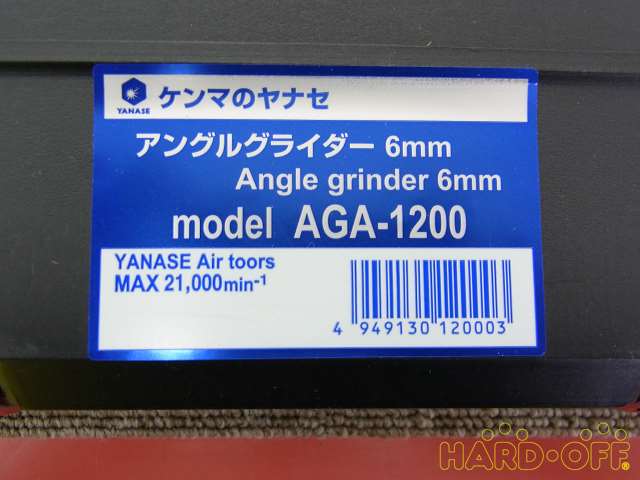 YANASE
ケンマのヤナセ
アングルグライダー 6mm
Angle grinder 6mm
model AGA-1200
YANASE Air toors
MAX 21,000min-1
4 949130 120003
HARD・OFF